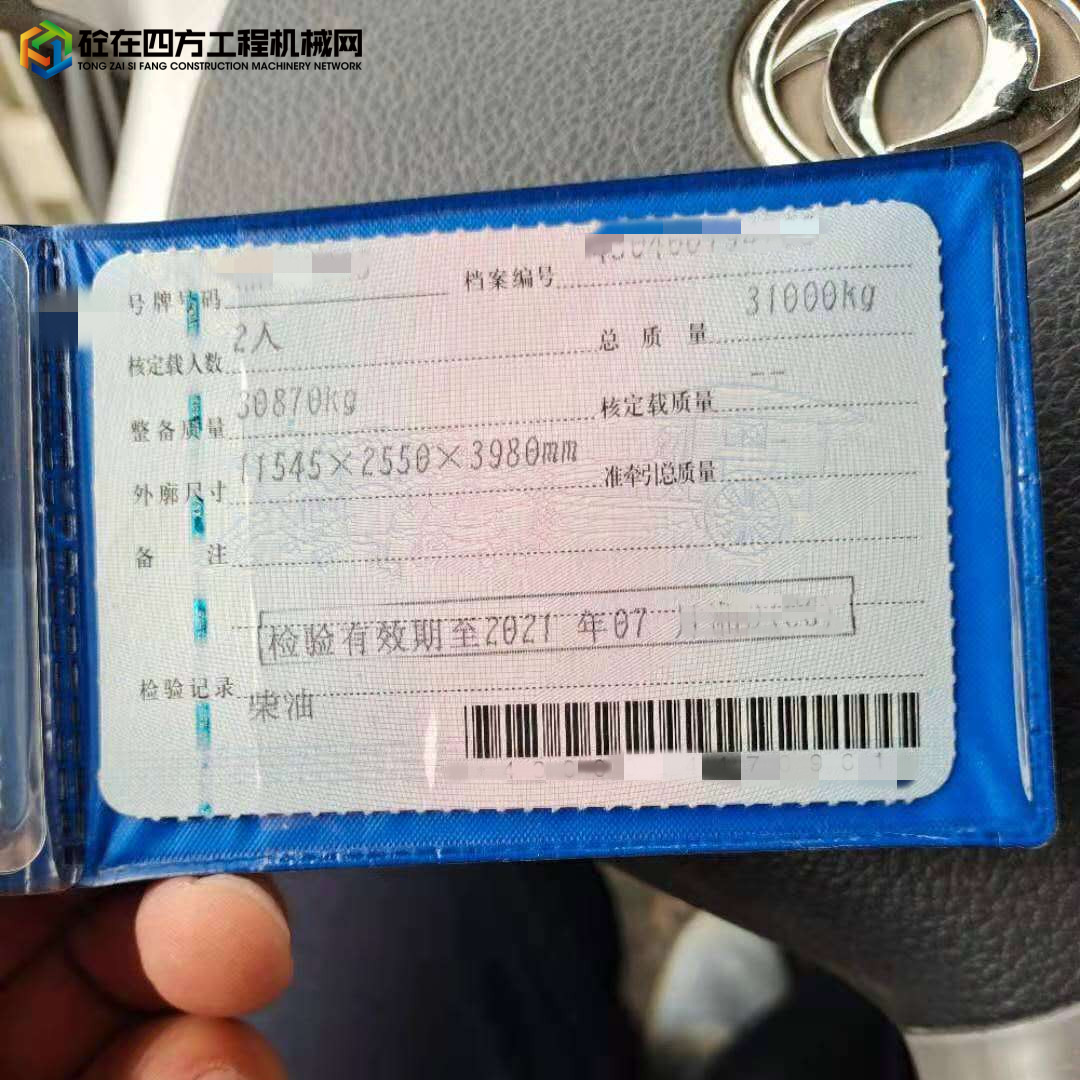 砼在四方工程机械网
TONG ZAI SI FANG CONSTRUCTION MACHINERY NETWORK
号牌号码 档案编号
核定载人数 2人 总质量 31000kg
整备质量 30870kg 核定载质量 --
外廓尺寸 11545×2550×3980mm 准牵引总质量 --
备注
检验有效期至2021年07
检验记录
柴油